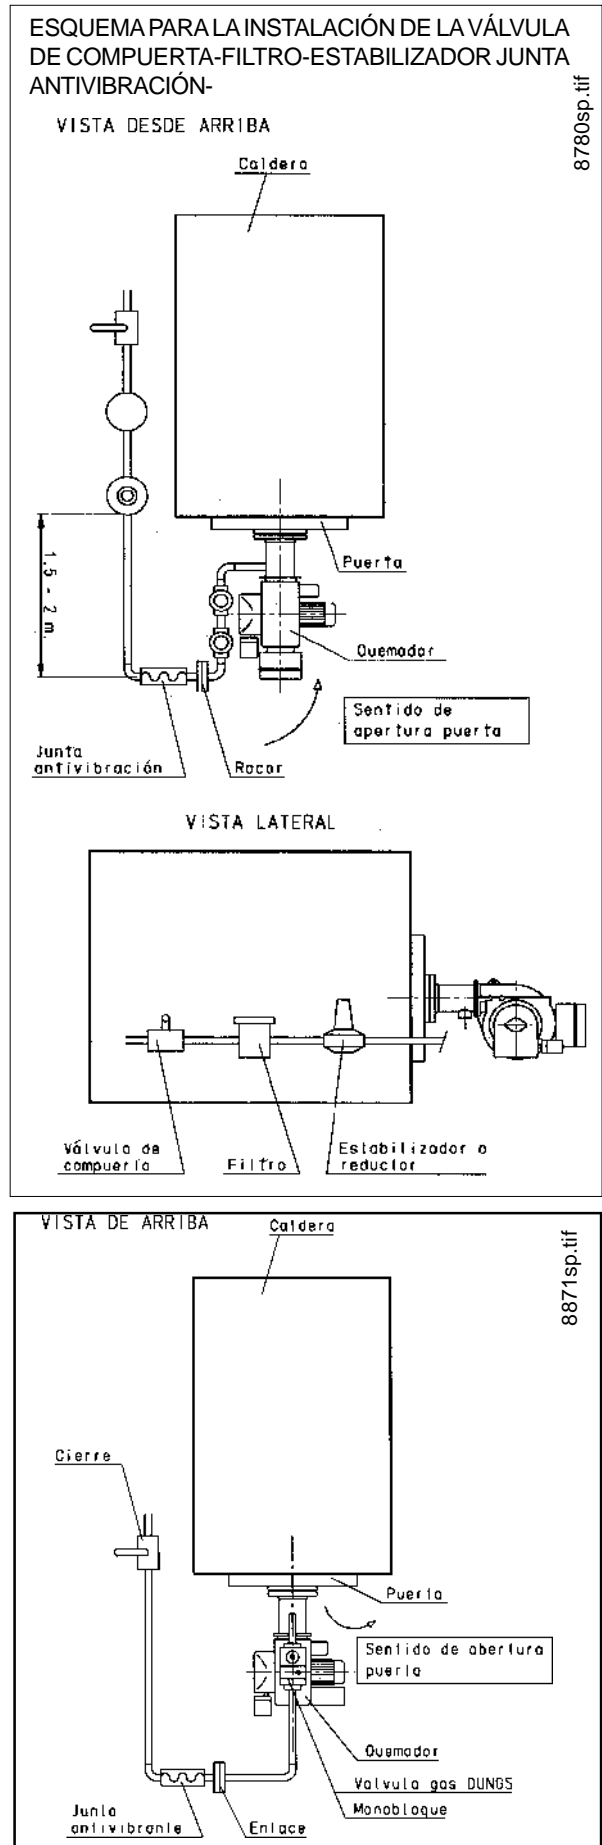 ESQUEMA PARA LA INSTALACIÓN DE LA VÁLVULA
DE COMPUERTA-FILTRO-ESTABILIZADOR JUNTA
ANTIVIBRACIÓN-
8780sp.tif
VISTA DESDE ARRIBA
Caldera
1.5 - 2 m.
Puerta
Quemador
Sentido de
apertura puerta
Junta
antivibración
Racor
VISTA LATERAL
Válvula de
compuerta
Filtro
Estabilizador o
reductor
VISTA DE ARRIBA
Caldera
8871sp.tif
Cierre
Puerta
Sentido de abertura
puerta
Quemador
Valvula gas DUNGS
Monobloque
Junta
antivibrante
Enlace